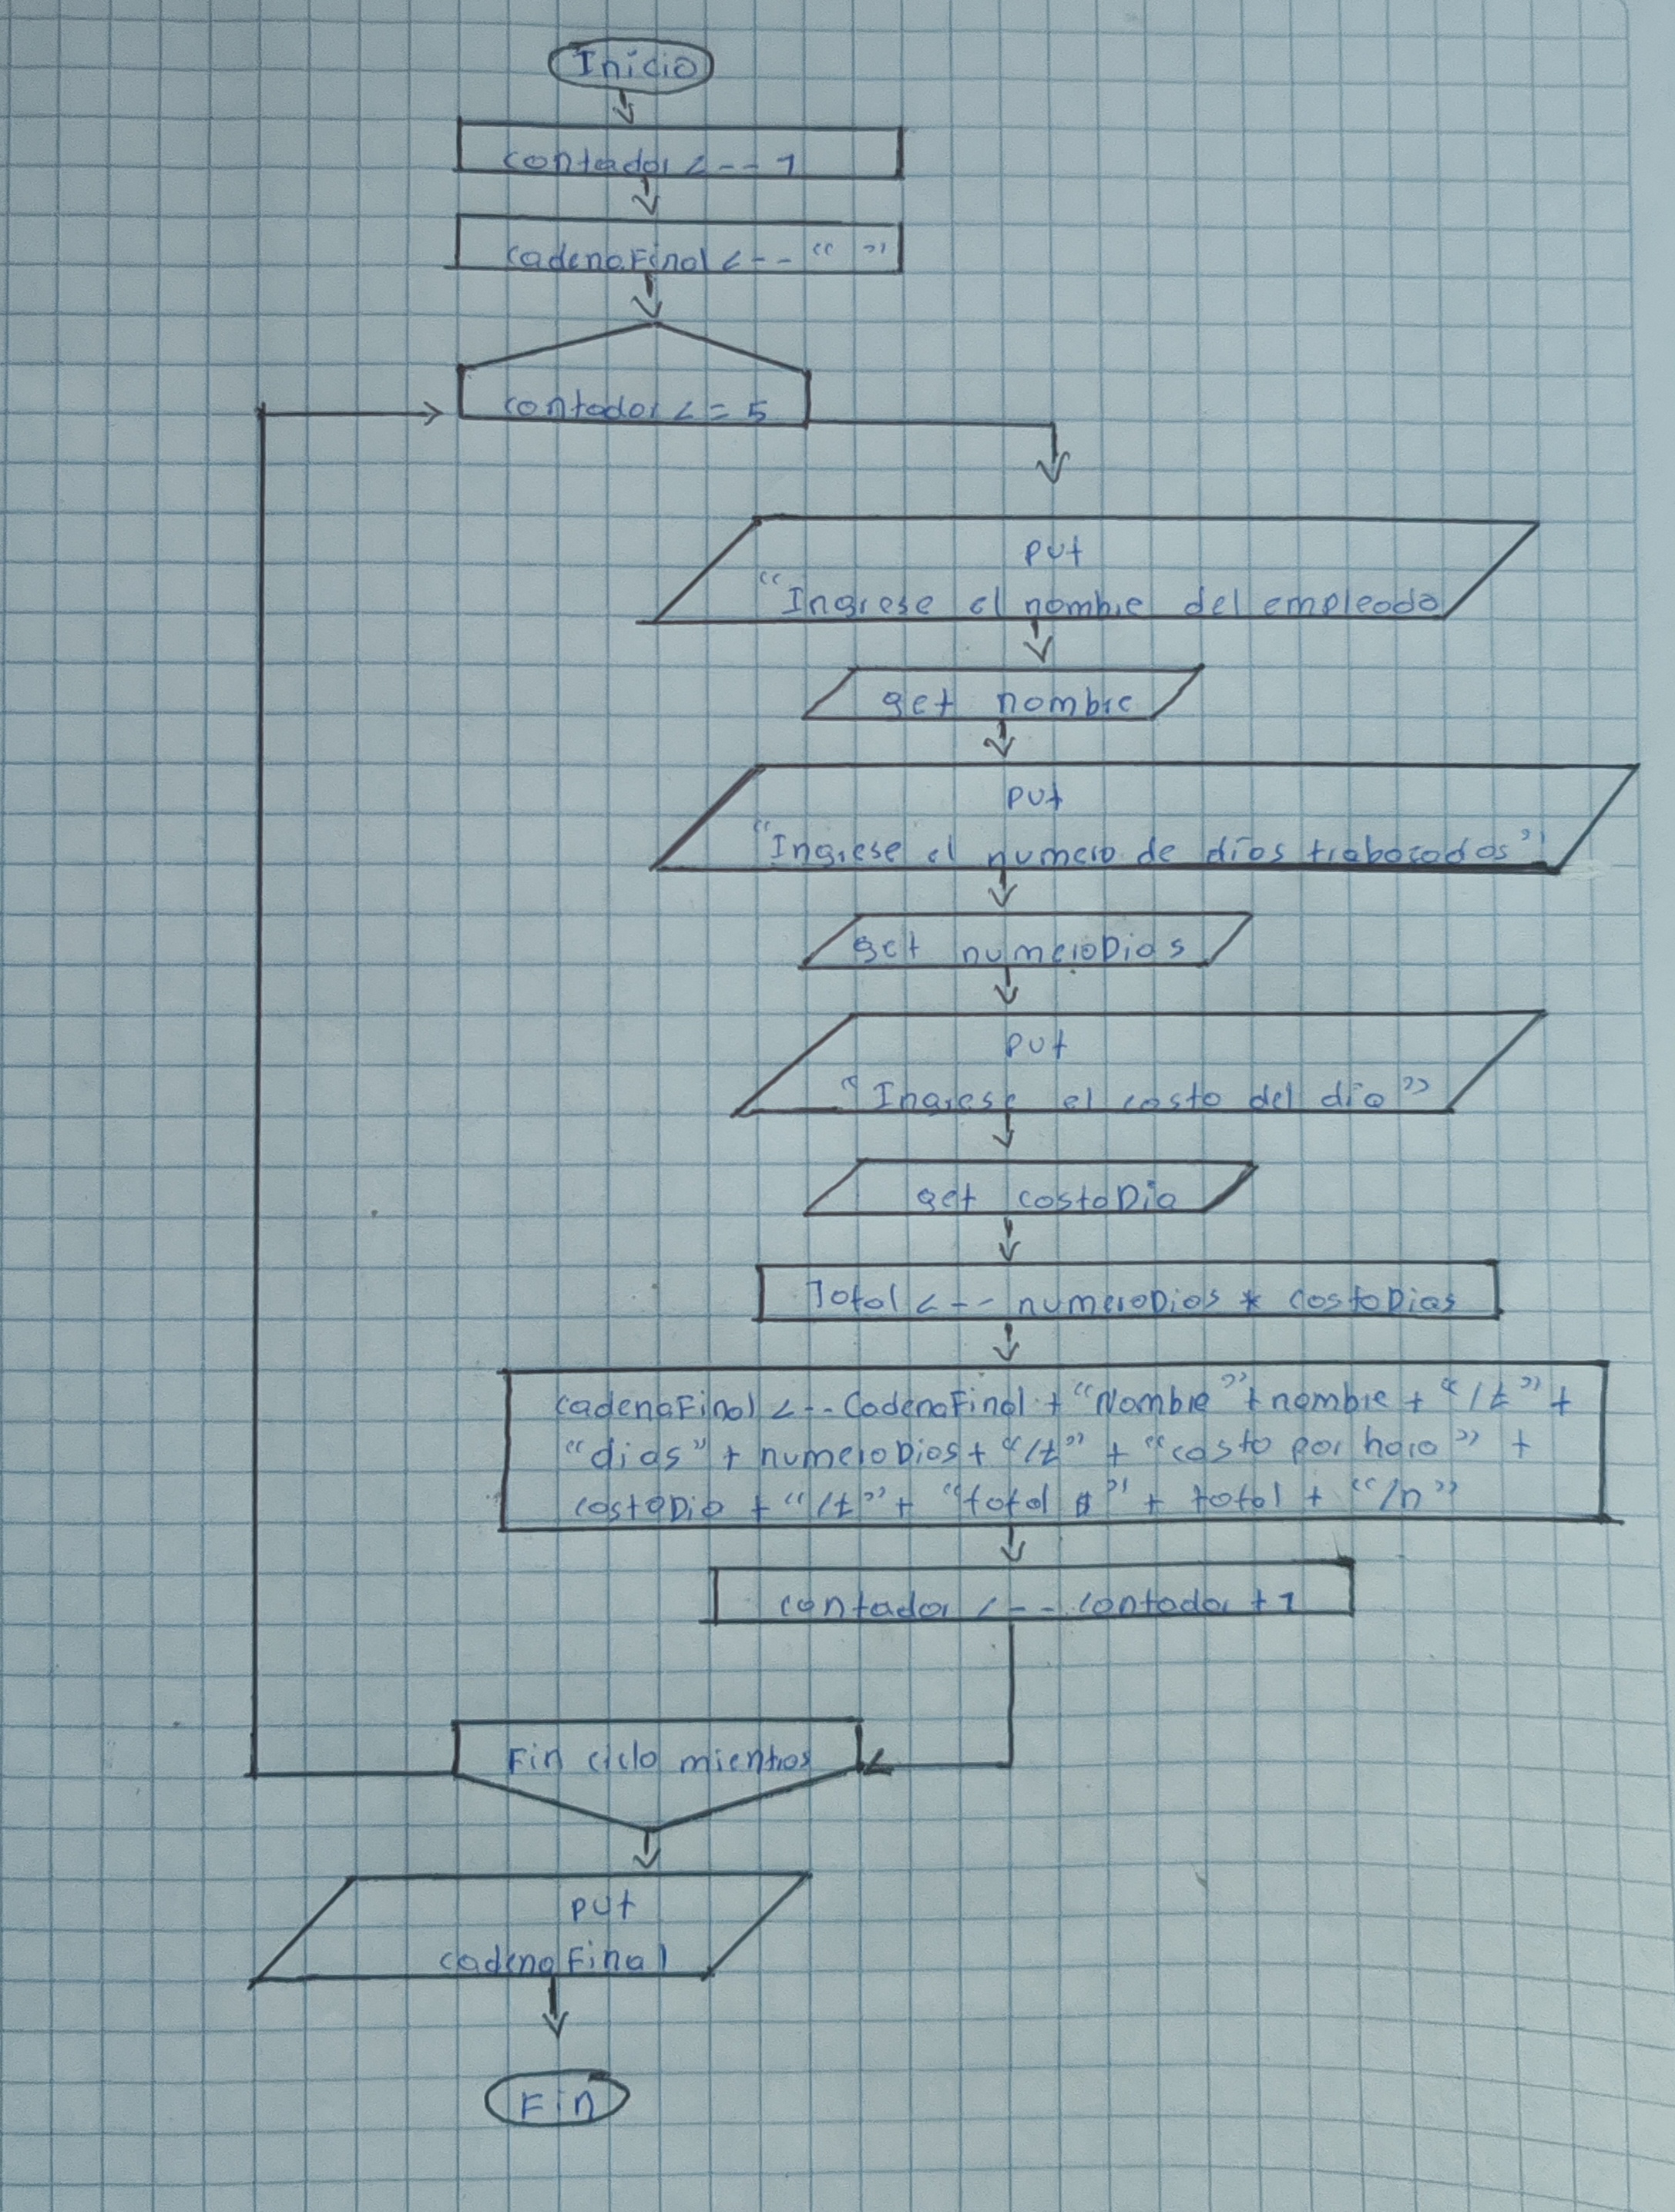 Inicio
contador <-- 1
cadenaFinal <-- “ ”
contador <= 5
put
“Ingrese el nombre del empleado
get nombre
put
“Ingrese el numero de días trabajados”
get numeroDias
put
“Ingrese el costo del día”
get costoDia
Total <-- numeroDias * costoDias
cadenaFinal <-- CadenaFinal + “Nombre” + nombre + “/t” +
“dias” + numeroDias + “/t” + “costo por hora” +
costoDia + “/t” + “total $” + total + “/n”
contador <-- contador + 1
Fin ciclo mientras
put
cadenaFinal
Fin